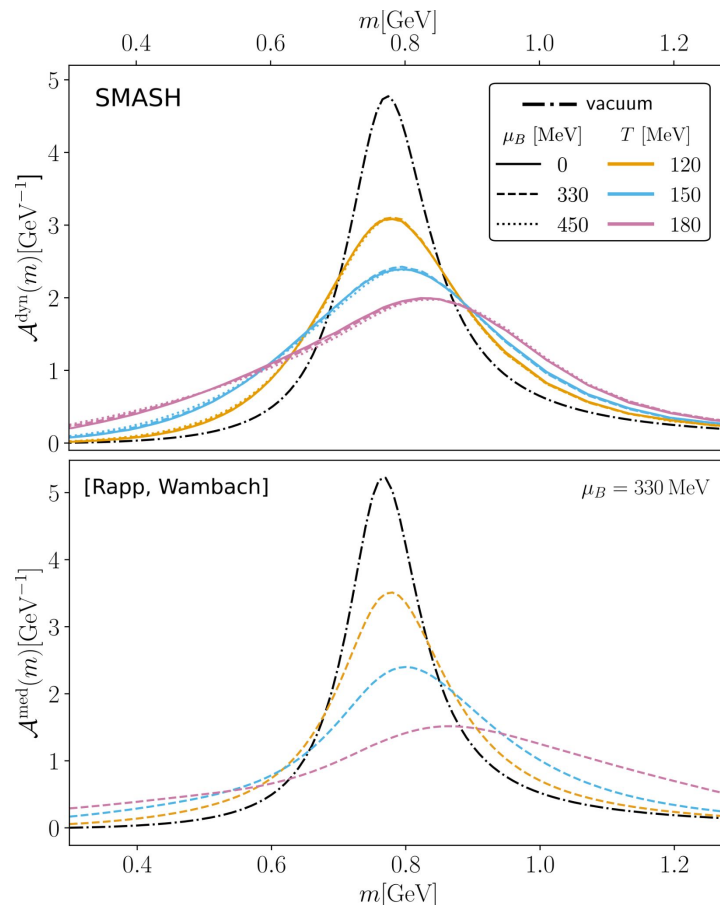 m[GeV]
0.4 0.6 0.8 1.0 1.2
SMASH
vacuum
μ_B [MeV] T [MeV]
0 120
330 150
450 180
5
4
3
2
1
0
𝒜^dyn(m)[GeV⁻¹]
[Rapp, Wambach]
μ_B = 330 MeV
5
4
3
2
1
0
𝒜^med(m)[GeV⁻¹]
0.4 0.6 0.8 1.0 1.2
m[GeV]